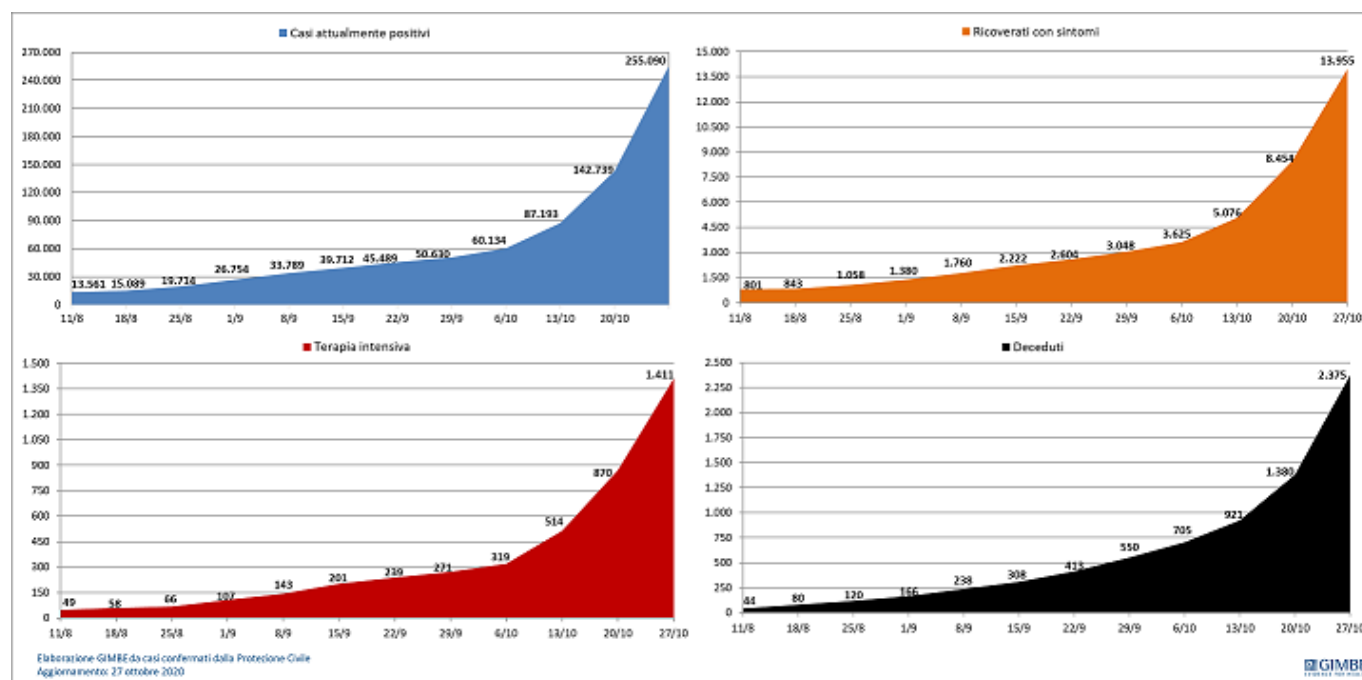 Casi attualmente positivi
270.000
240.000
210.000
180.000
150.000
120.000
90.000
60.000
30.000
0
13.561 15.089 19.714 26.754 33.789 39.712 45.489 50.630 60.134 87.193 142.739 255.090
11/8 18/8 25/8 1/9 8/9 15/9 22/9 29/9 6/10 13/10 20/10
Ricoverati con sintomi
15.000
13.500
12.000
10.500
9.000
7.500
6.000
4.500
3.000
1.500
0
801 843 1.058 1.380 1.760 2.222 2.604 3.048 3.625 5.076 8.454 13.955
11/8 18/8 25/8 1/9 8/9 15/9 22/9 29/9 6/10 13/10 20/10 27/10
Terapia intensiva
1.500
1.350
1.200
1.050
900
750
600
450
300
150
0
49 58 66 107 143 201 239 271 319 514 870 1.411
11/8 18/8 25/8 1/9 8/9 15/9 22/9 29/9 6/10 13/10 20/10 27/10
Deceduti
2.500
2.250
2.000
1.750
1.500
1.250
1.000
750
500
250
0
44 80 120 166 238 308 413 550 705 921 1.380 2.375
11/8 18/8 25/8 1/9 8/9 15/9 22/9 29/9 6/10 13/10 20/10 27/10
Elaborazione GIMBE da casi confermati dalla Protezione Civile
Aggiornamento: 27 ottobre 2020
GIMBE